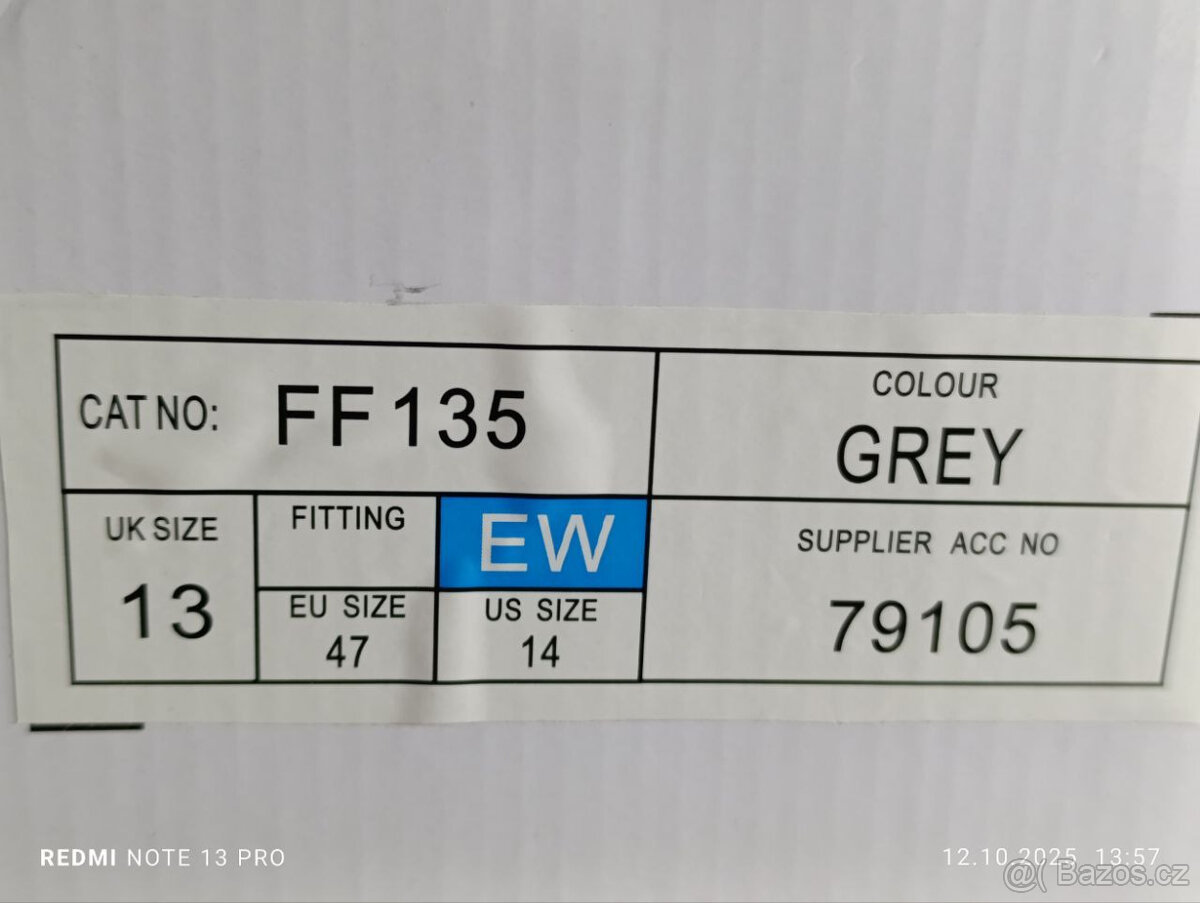 CAT NO: FF135
COLOUR
GREY
UK SIZE
13
FITTING
EW
EU SIZE
47
US SIZE
14
SUPPLIER ACC NO
79105
REDMI NOTE 13 PRO
12.10.2025 13:57
@( Bazos.cz